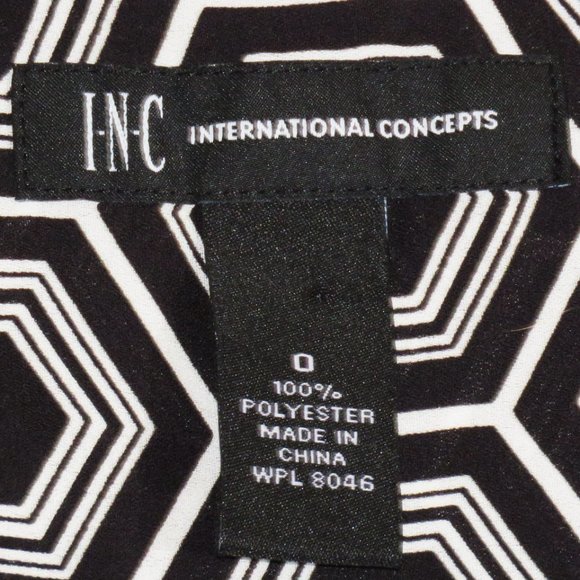 I·N·C INTERNATIONAL CONCEPTS
0
100%
POLYESTER
MADE IN
CHINA
WPL 8046